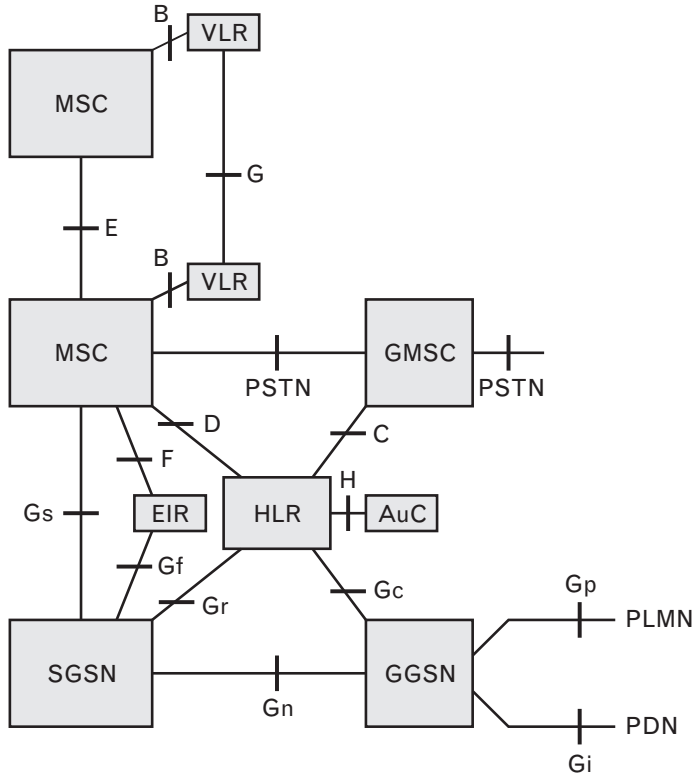 B
VLR
MSC
G
E
B
VLR
MSC
GMSC
PSTN
PSTN
D
C
F
H
Gs
EIR
HLR
AuC
Gf
Gr
Gc
Gp
PLMN
SGSN
GGSN
Gn
PDN
Gi